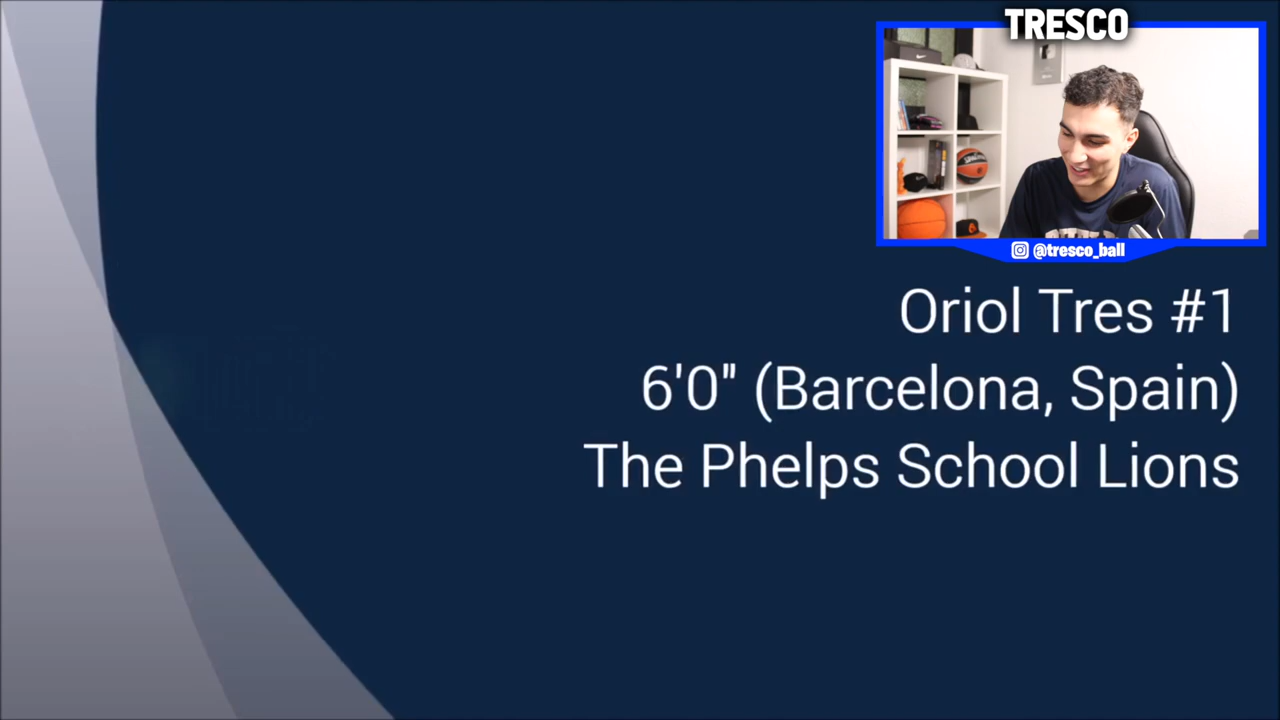 TRESCO
@tresco_ball
Oriol Tres #1
6'0" (Barcelona, Spain)
The Phelps School Lions